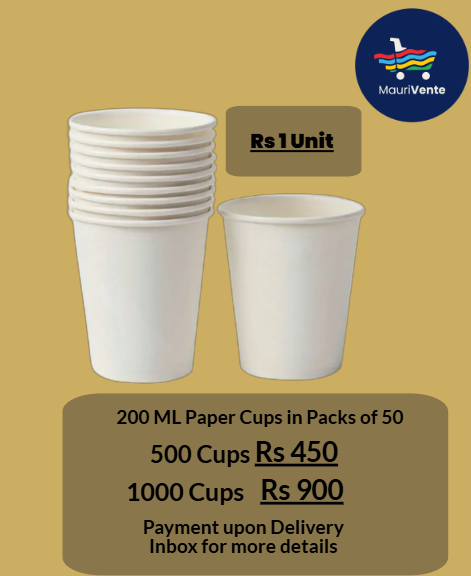 MauriVente
Rs 1 Unit
200 ML Paper Cups in Packs of 50
500 Cups Rs 450
1000 Cups Rs 900
Payment upon Delivery
Inbox for more details